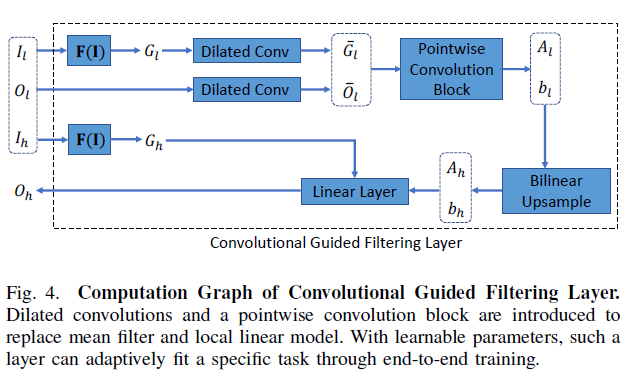 I_l F(I) G_l Dilated Conv Ḡ_l Pointwise Convolution Block A_l
O_l Dilated Conv Ō_l b_l
I_h F(I) G_h
O_h Linear Layer A_h b_h Bilinear Upsample
Convolutional Guided Filtering Layer
Fig. 4. Computation Graph of Convolutional Guided Filtering Layer.
Dilated convolutions and a pointwise convolution block are introduced to
replace mean filter and local linear model. With learnable parameters, such a
layer can adaptively fit a specific task through end-to-end training.